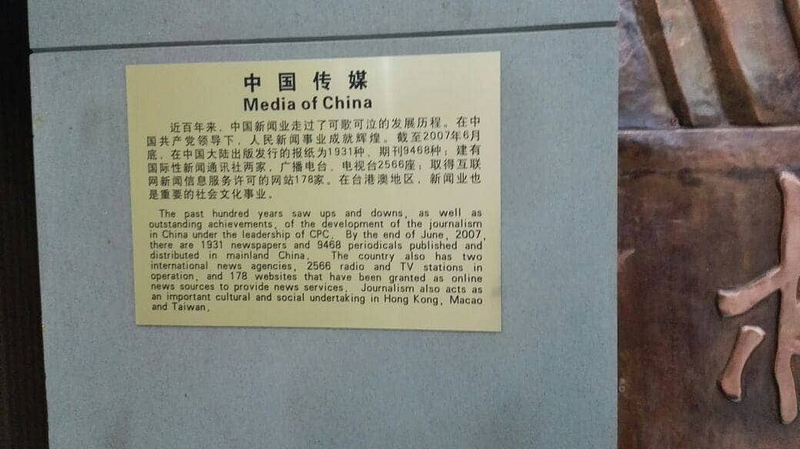 中国传媒
Media of China
近百年来，中国新闻业走过了可歌可泣的发展历程。在中
国共产党领导下，人民新闻事业成就辉煌。截至2007年6月
底，在中国大陆出版发行的报纸为1931种、期刊9468种；建有
国际性新闻通讯社两家，广播电台、电视台2566座；取得互联
网新闻信息服务许可的网站178家。在台港澳地区，新闻业也
是重要的社会文化事业。
The past hundred years saw ups and downs, as well as
outstanding achievements, of the development of the journalism
in China under the leadership of CPC. By the end of June, 2007,
there are 1931 newspapers and 9468 periodicals published and
distributed in mainland China. The country also has two
international news agencies, 2566 radio and TV stations in
operation, and 178 websites that have been granted as online
news sources to provide news services. Journalism also acts as
an important cultural and social undertaking in Hong Kong, Macao
and Taiwan.